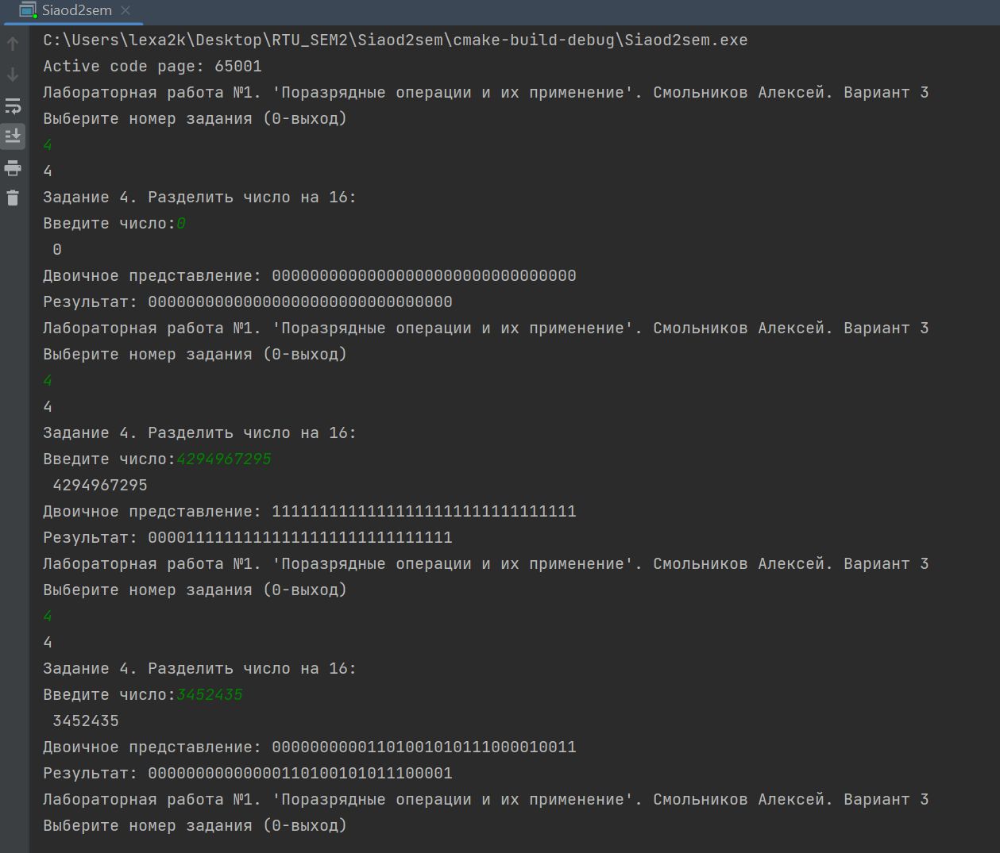 Siaod2sem
C:\Users\lexa2k\Desktop\RTU_SEM2\Siaod2sem\cmake-build-debug\Siaod2sem.exe
Active code page: 65001
Лабораторная работа №1. 'Поразрядные операции и их применение'. Смольников Алексей. Вариант 3
Выберите номер задания (0-выход)
4
4
Задание 4. Разделить число на 16:
Введите число:0
0
Двоичное представление: 00000000000000000000000000000000
Результат: 00000000000000000000000000000000
Лабораторная работа №1. 'Поразрядные операции и их применение'. Смольников Алексей. Вариант 3
Выберите номер задания (0-выход)
4
4
Задание 4. Разделить число на 16:
Введите число:4294967295
4294967295
Двоичное представление: 11111111111111111111111111111111
Результат: 00001111111111111111111111111111
Лабораторная работа №1. 'Поразрядные операции и их применение'. Смольников Алексей. Вариант 3
Выберите номер задания (0-выход)
4
4
Задание 4. Разделить число на 16:
Введите число:3452435
3452435
Двоичное представление: 00000000001101001010111000010011
Результат: 00000000000000110100101011100001
Лабораторная работа №1. 'Поразрядные операции и их применение'. Смольников Алексей. Вариант 3
Выберите номер задания (0-выход)